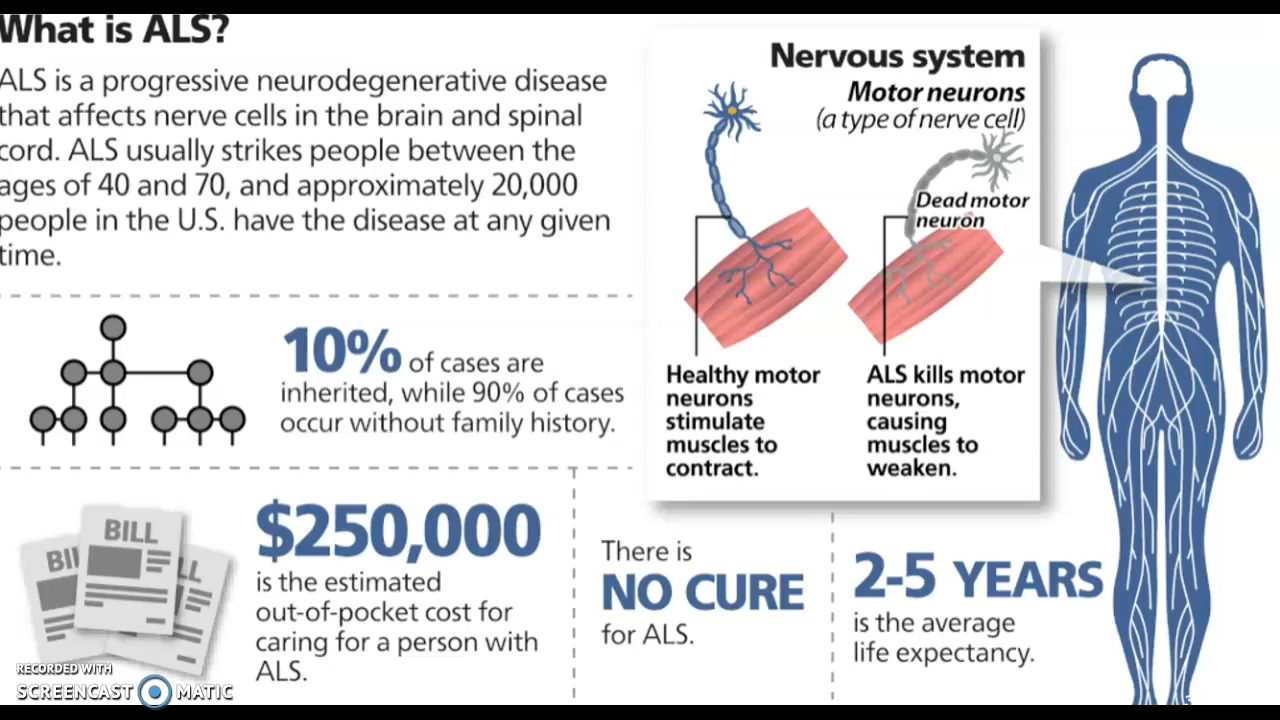 What is ALS?
ALS is a progressive neurodegenerative disease
that affects nerve cells in the brain and spinal
cord. ALS usually strikes people between the
ages of 40 and 70, and approximately 20,000
people in the U.S. have the disease at any given
time.
10% of cases are
inherited, while 90% of cases
occur without family history.
Nervous system
Motor neurons
(a type of nerve cell)
Dead motor
neuron
Healthy motor
neurons
stimulate
muscles to
contract.
ALS kills motor
neurons,
causing
muscles to
weaken.
BIL
BILL
LL
$250,000
is the estimated
out-of-pocket cost for
caring for a person with
ALS.
There is
NO CURE
for ALS.
2-5 YEARS
is the average
life expectancy.
RECORDED WITH
SCREENCAST MATIC